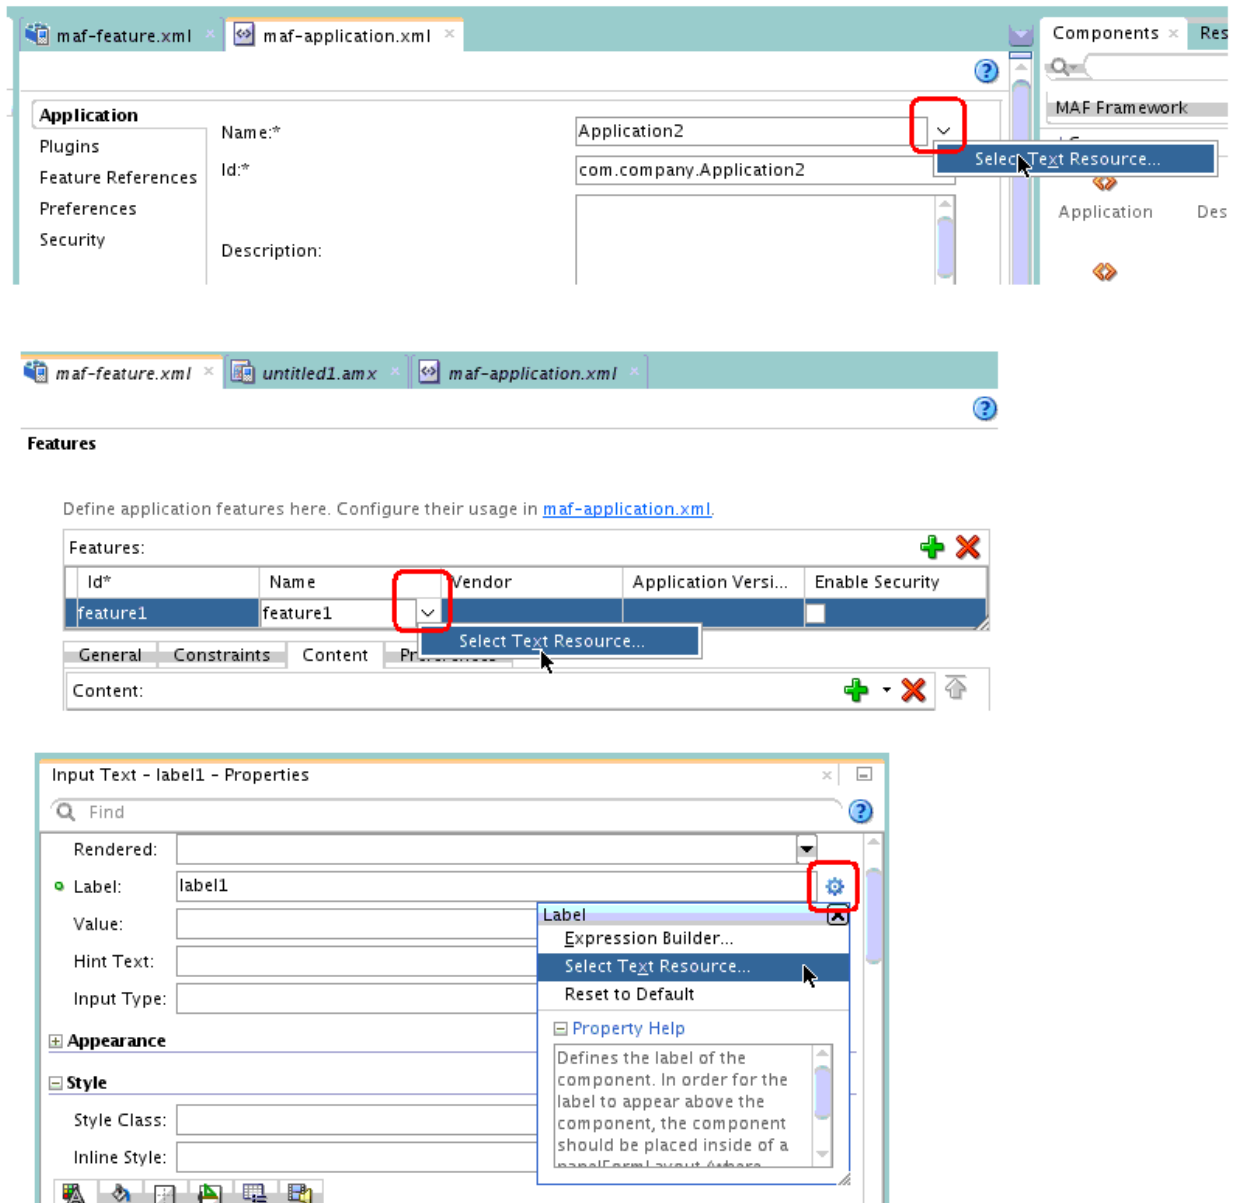 maf-feature.xml × maf-application.xml ×
Components × Res
MAF Framework
Application
Plugins
Feature References
Preferences
Security
Name:* Application2
Select Text Resource...
Id:* com.company.Application2
Description:
Application Des
maf-feature.xml × untitled1.amx × maf-application.xml ×
Features
Define application features here. Configure their usage in maf-application.xml.
Features:
Id* Name Vendor Application Versi... Enable Security
feature1 feature1
Select Text Resource...
General Constraints Content
Content:
Input Text - label1 - Properties
Find
Rendered:
Label: label1
Value:
Hint Text:
Input Type:
Appearance
Style
Style Class:
Inline Style:
Label
Expression Builder...
Select Text Resource...
Reset to Default
Property Help
Defines the label of the
component. In order for the
label to appear above the
component, the component
should be placed inside of a
panelFormLayout (where